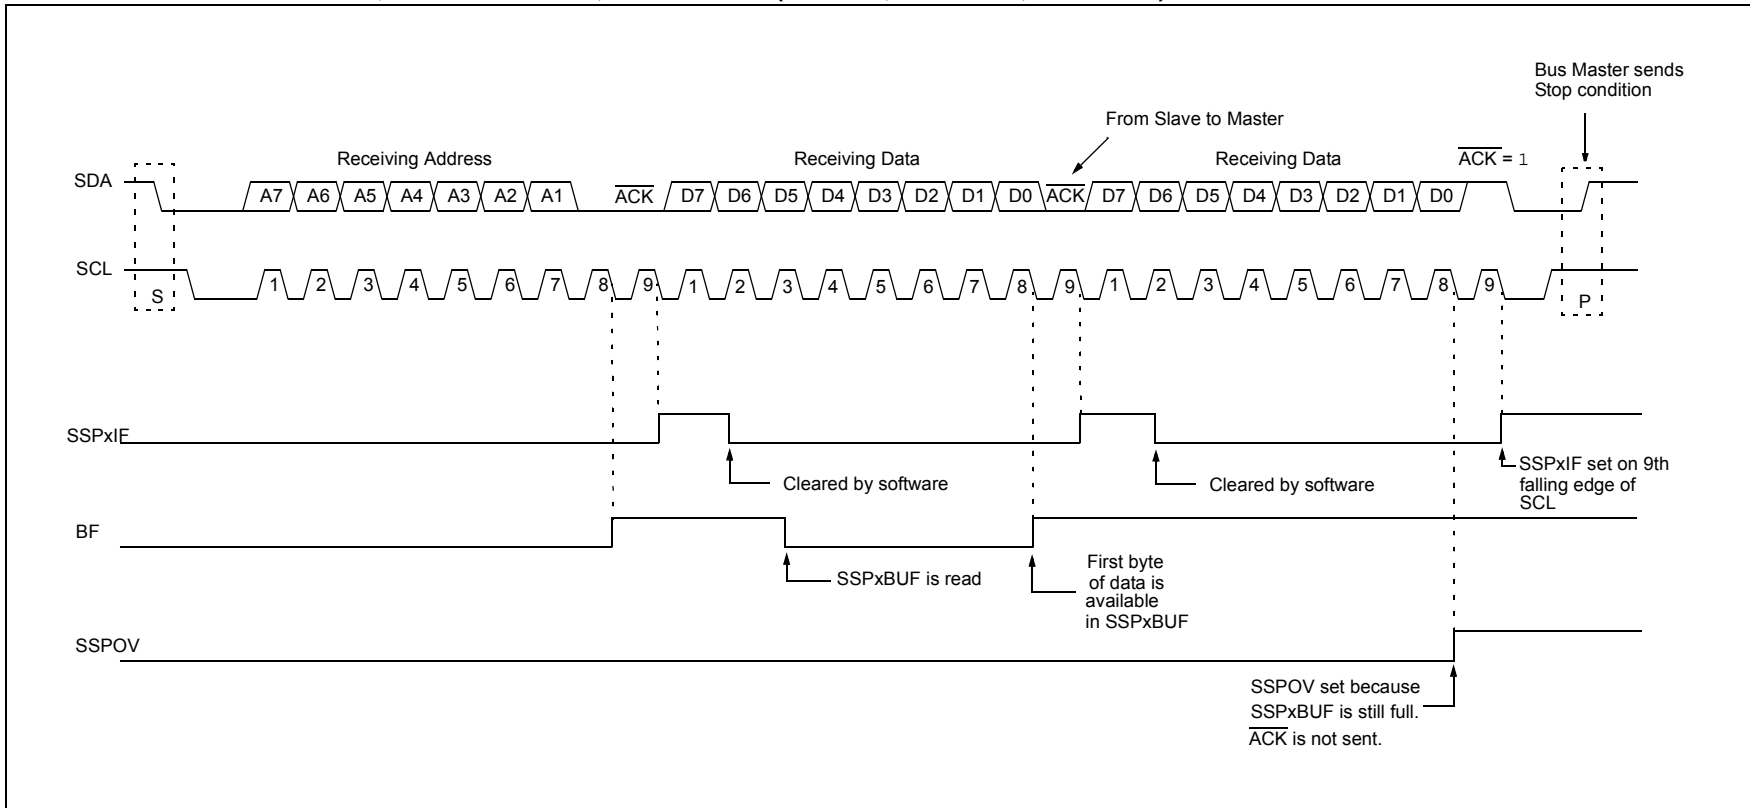 Bus Master sends
Stop condition
From Slave to Master
Receiving Address
Receiving Data
Receiving Data
ACK = 1
SDA
A7 A6 A5 A4 A3 A2 A1 ACK D7 D6 D5 D4 D3 D2 D1 D0 ACK D7 D6 D5 D4 D3 D2 D1 D0
SCL
1 2 3 4 5 6 7 8 9 1 2 3 4 5 6 7 8 9 1 2 3 4 5 6 7 8 9
S
P
SSPxIF
Cleared by software
Cleared by software
SSPxIF set on 9th
falling edge of
SCL
BF
SSPxBUF is read
First byte
of data is
available
in SSPxBUF
SSPOV
SSPOV set because
SSPxBUF is still full.
ACK is not sent.